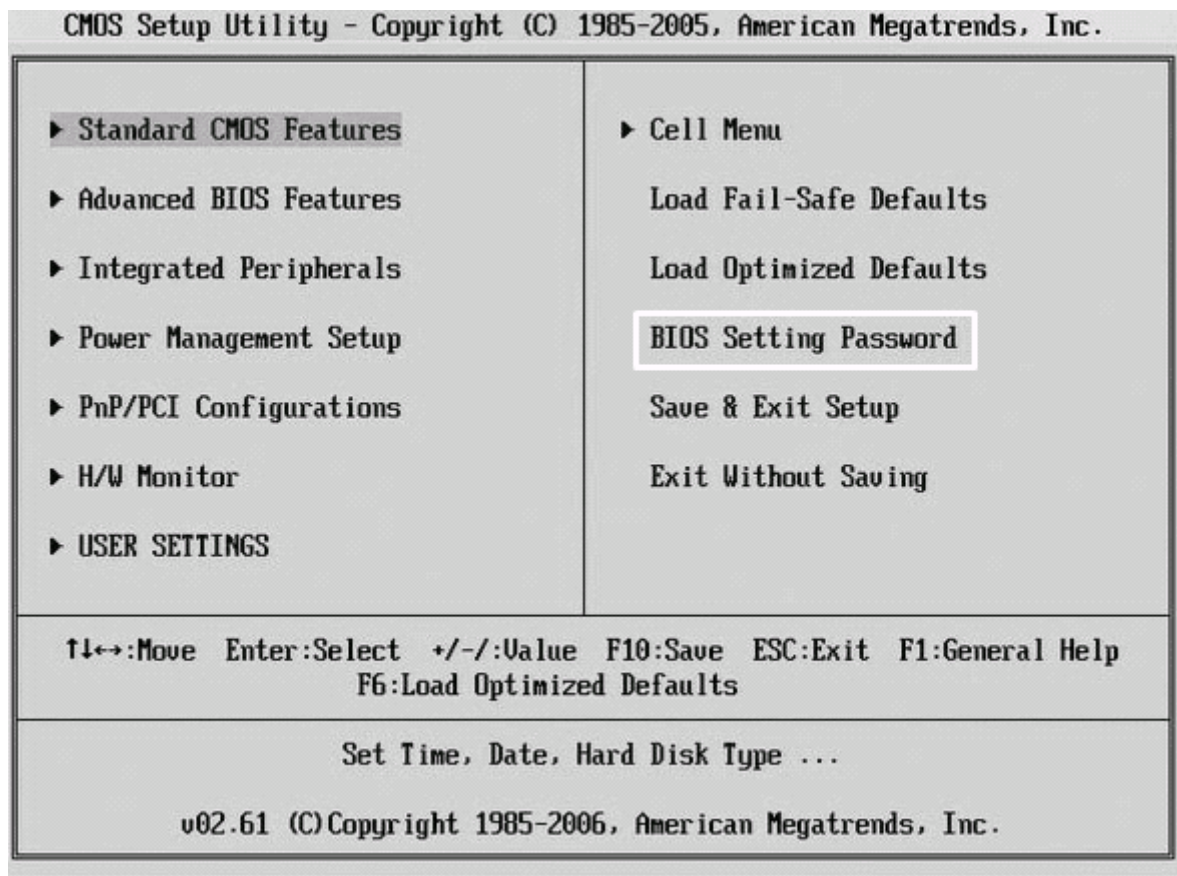 CMOS Setup Utility - Copyright (C) 1985-2005, American Megatrends, Inc.
Standard CMOS Features
Advanced BIOS Features
Integrated Peripherals
Power Management Setup
PnP/PCI Configurations
H/W Monitor
USER SETTINGS
Cell Menu
Load Fail-Safe Defaults
Load Optimized Defaults
BIOS Setting Password
Save & Exit Setup
Exit Without Saving
↑↓←→:Move Enter:Select +/-/:Value F10:Save ESC:Exit F1:General Help
F6:Load Optimized Defaults
Set Time, Date, Hard Disk Type ...
v02.61 (C)Copyright 1985-2006, American Megatrends, Inc.